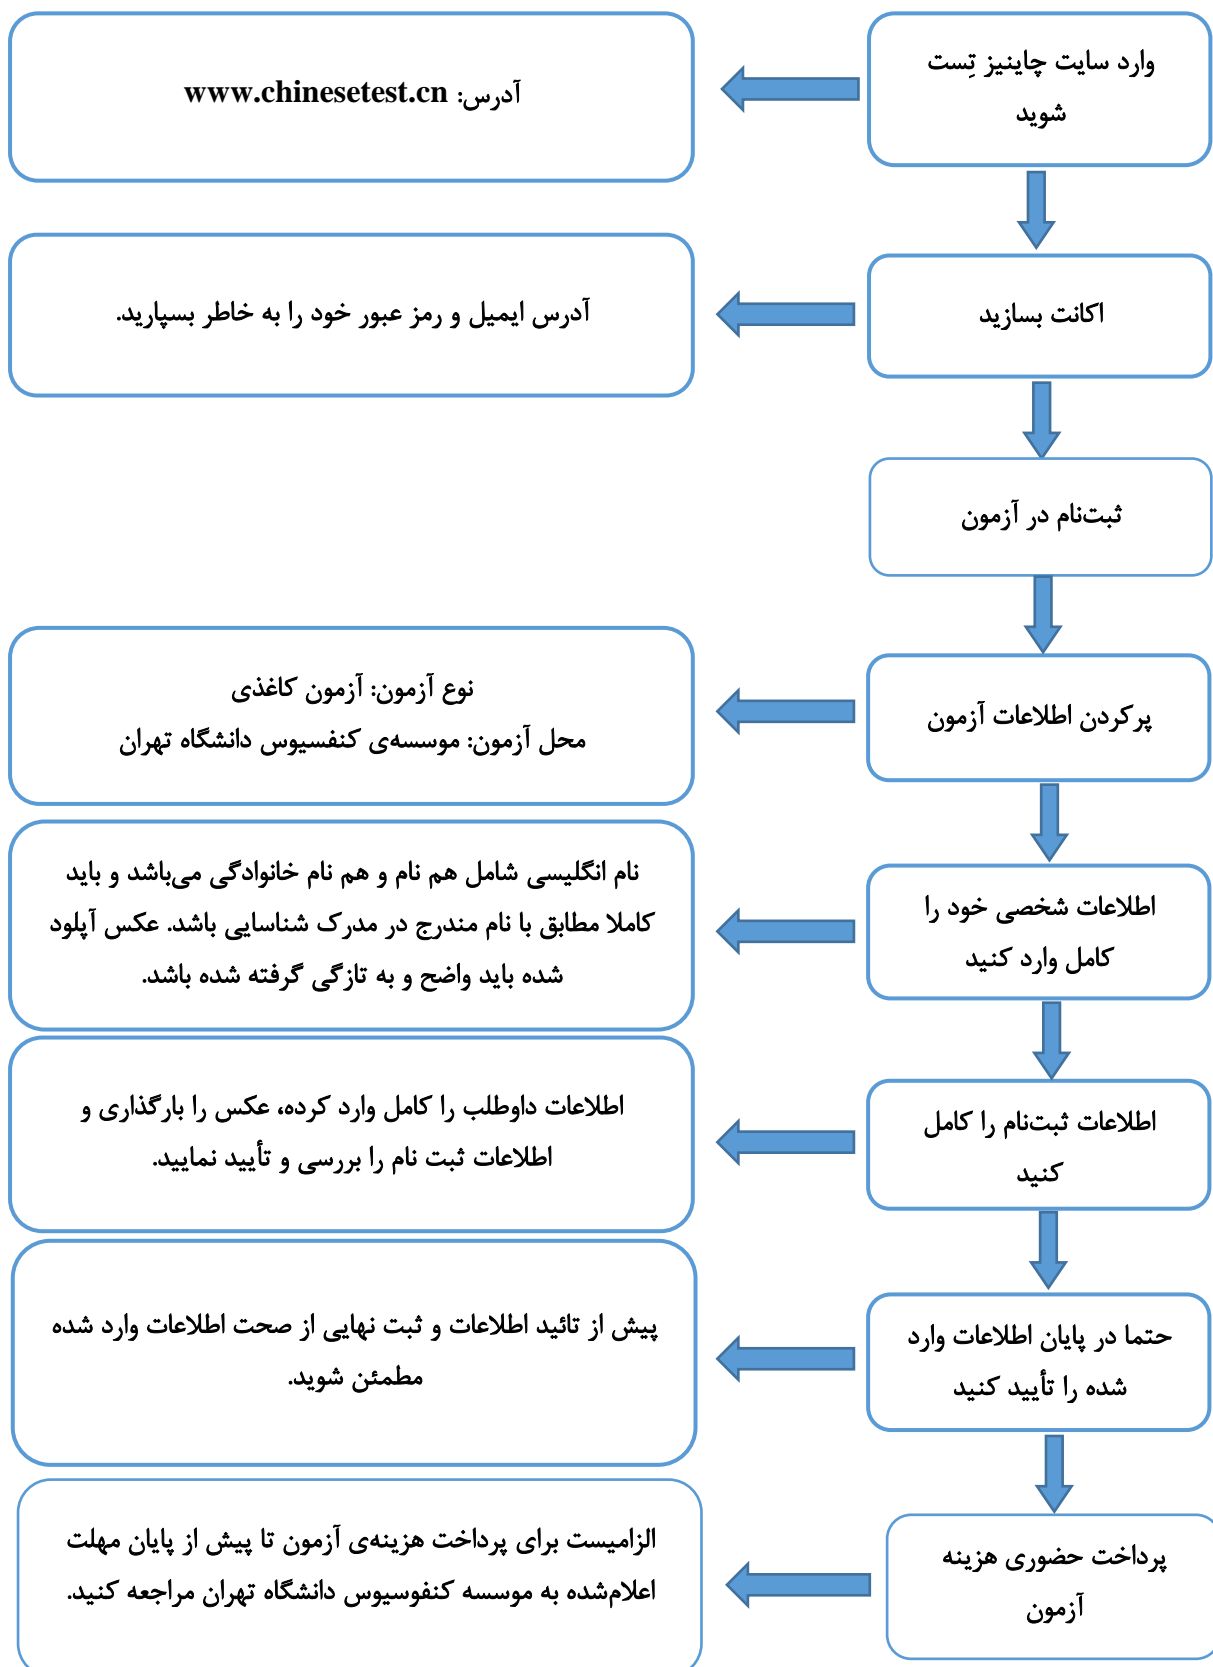 وارد سایت چاینیز تِست
شوید
آدرس: www.chinesetest.cn
اکانت بسازید
آدرس ایمیل و رمز عبور خود را به خاطر بسپارید.
ثبت‌نام در آزمون
پرکردن اطلاعات آزمون
نوع آزمون: آزمون کاغذی
محل آزمون: موسسه‌ی کنفسیوس دانشگاه تهران
اطلاعات شخصی خود را
کامل وارد کنید
نام انگلیسی شامل هم نام و هم نام خانوادگی می‌باشد و باید
کاملا مطابق با نام مندرج در مدرک شناسایی باشد. عکس آپلود
شده باید واضح و به تازگی گرفته شده باشد.
اطلاعات ثبت‌نام را کامل
کنید
اطلاعات داوطلب را کامل وارد کرده، عکس را بارگذاری و
اطلاعات ثبت نام را بررسی و تأیید نمایید.
حتما در پایان اطلاعات وارد
شده را تأیید کنید
پیش از تائید اطلاعات و ثبت نهایی از صحت اطلاعات وارد شده
مطمئن شوید.
پرداخت حضوری هزینه
آزمون
الزامیست برای پرداخت هزینه‌ی آزمون تا پیش از پایان مهلت
اعلام‌شده به موسسه کنفوسیوس دانشگاه تهران مراجعه کنید.